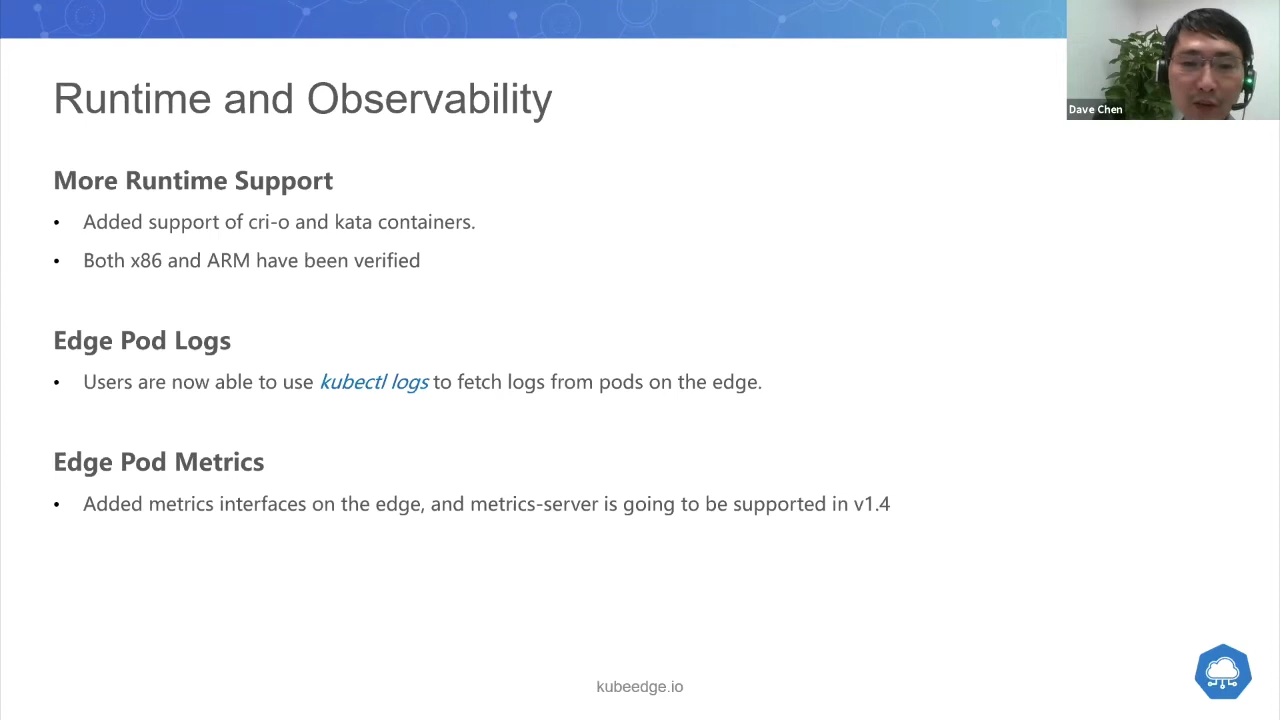 Dave Chen
Runtime and Observability
More Runtime Support
• Added support of cri-o and kata containers.
• Both x86 and ARM have been verified
Edge Pod Logs
• Users are now able to use kubectl logs to fetch logs from pods on the edge.
Edge Pod Metrics
• Added metrics interfaces on the edge, and metrics-server is going to be supported in v1.4
kubeedge.io